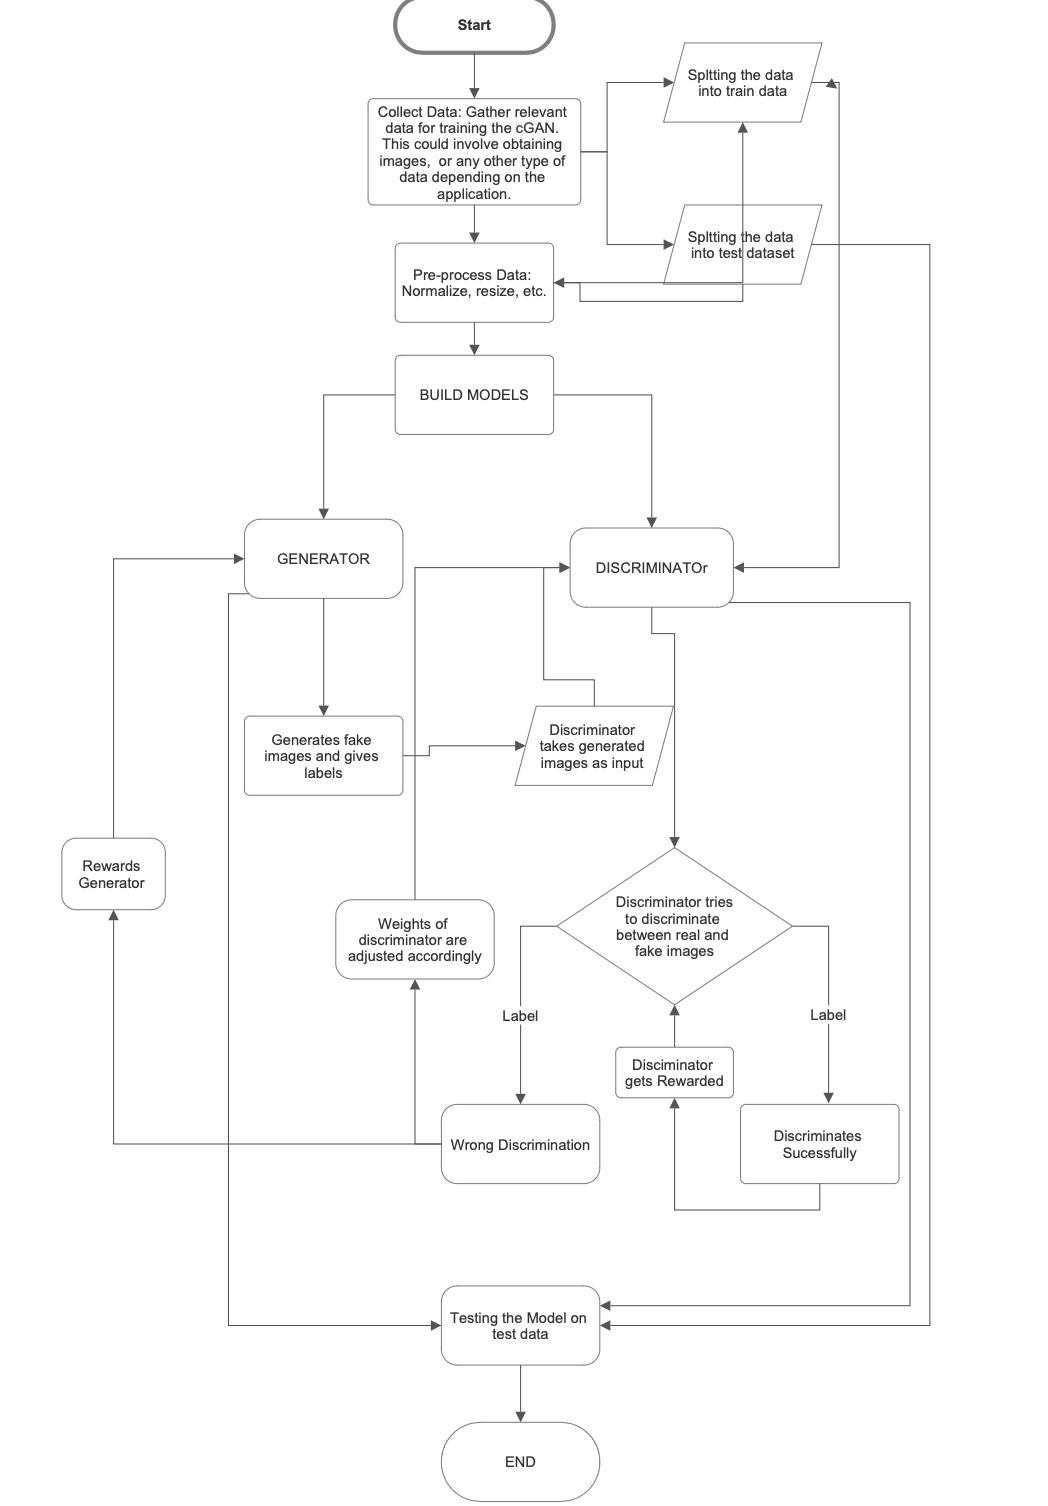 Start
Collect Data: Gather relevant
data for training the cGAN.
This could involve obtaining
images, or any other type of
data depending on the
application.
Spltting the data
into train data
Spltting the data
into test dataset
Pre-process Data:
Normalize, resize, etc.
BUILD MODELS
GENERATOR
DISCRIMINATOr
Generates fake
images and gives
labels
Discriminator
takes generated
images as input
Rewards
Generator
Weights of
discriminator are
adjusted accordingly
Discriminator tries
to discriminate
between real and
fake images
Label
Label
Disciminator
gets Rewarded
Wrong Discrimination
Discriminates
Sucessfully
Testing the Model on
test data
END